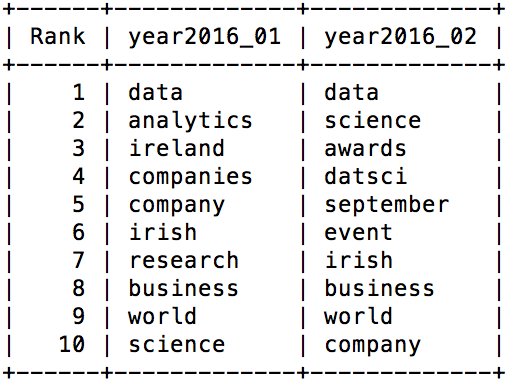 +------+-------------+-------------+
| Rank | year2016_01 | year2016_02 |
+------+-------------+-------------+
|    1 | data        | data        |
|    2 | analytics   | science     |
|    3 | ireland     | awards      |
|    4 | companies   | datsci      |
|    5 | company     | september   |
|    6 | irish       | event       |
|    7 | research    | irish       |
|    8 | business    | business    |
|    9 | world       | world       |
|   10 | science     | company     |
+------+-------------+-------------+